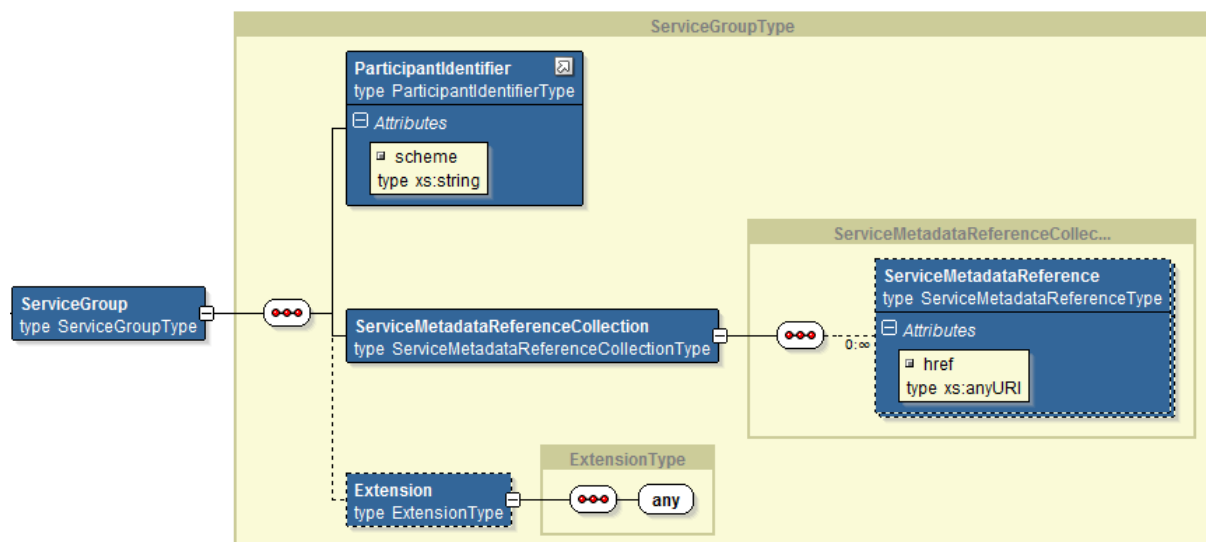 ServiceGroupType
ParticipantIdentifier
type ParticipantIdentifierType
Attributes
scheme
type xs:string
ServiceMetadataReferenceCollec...
ServiceMetadataReference
type ServiceMetadataReferenceType
Attributes
href
type xs:anyURI
ServiceGroup
type ServiceGroupType
ServiceMetadataReferenceCollection
type ServiceMetadataReferenceCollectionType
0:∞
ExtensionType
Extension
type ExtensionType
any